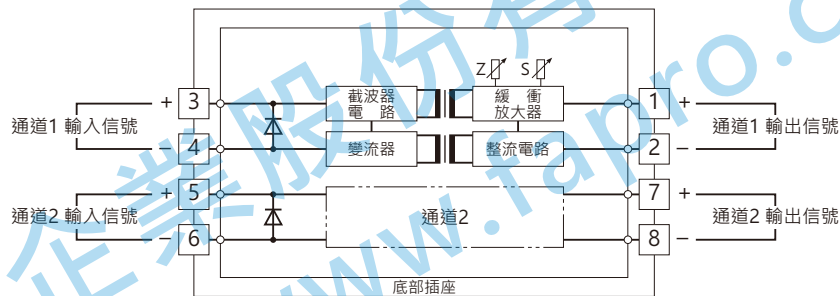 Z S
截波器
電 路
緩 衝
放大器
+ 3
1 +
通道1 輸入信號
通道1 輸出信號
− 4
2 −
變流器
整流電路
+ 5
7 +
通道2 輸入信號
通道2
通道2 輸出信號
− 6
8 −
底部插座
企業股份有
www.fapro.c